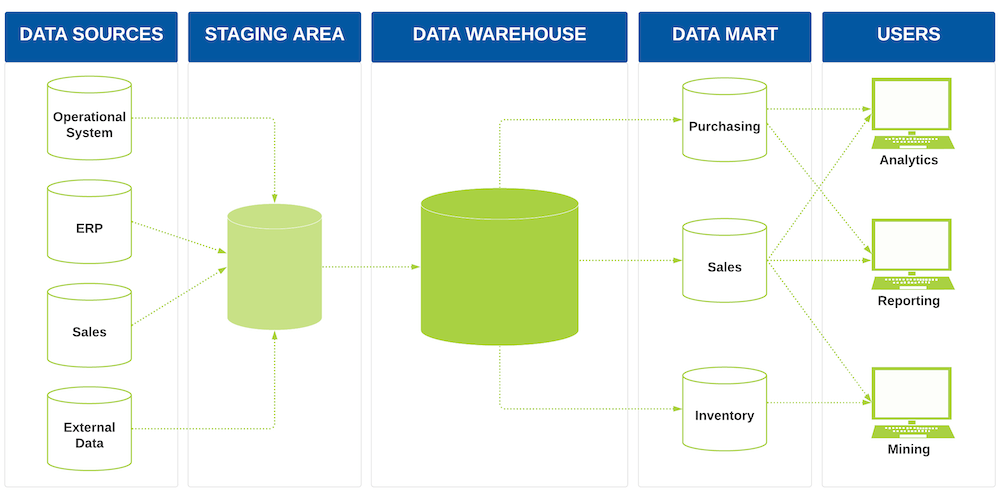 DATA SOURCES
STAGING AREA
DATA WAREHOUSE
DATA MART
USERS
Operational
System
ERP
Sales
External
Data
Purchasing
Sales
Inventory
Analytics
Reporting
Mining